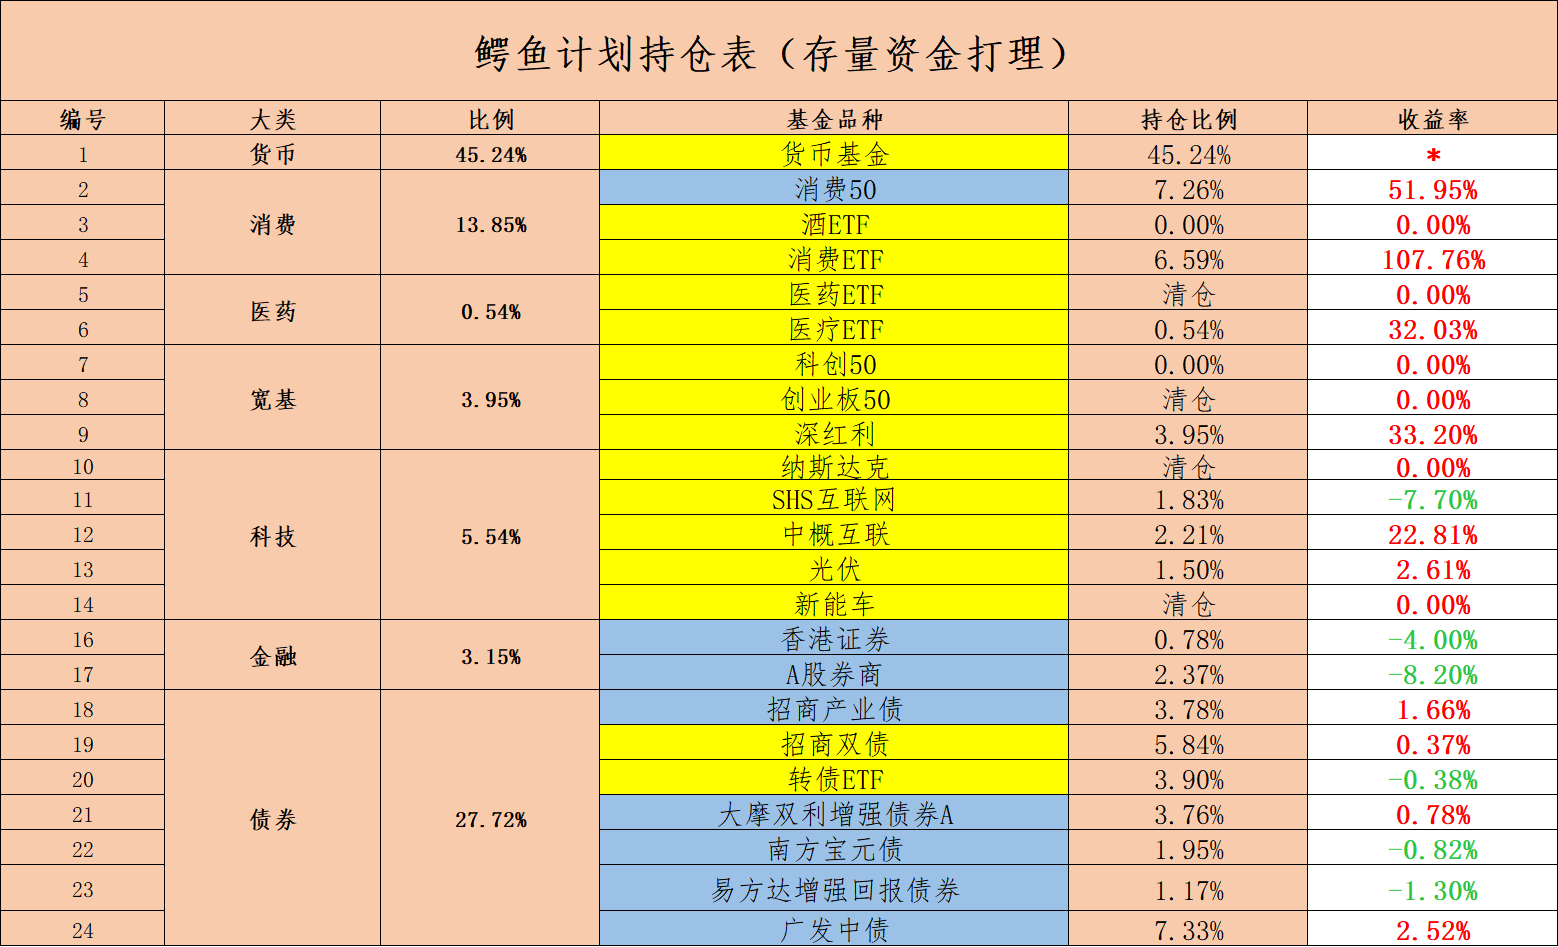 鳄鱼计划持仓表（存量资金打理）
编号 大类 比例 基金品种 持仓比例 收益率
1 货币 45.24% 货币基金 45.24% *
2 消费 13.85% 消费50 7.26% 51.95%
3 酒ETF 0.00% 0.00%
4 消费ETF 6.59% 107.76%
5 医药 0.54% 医药ETF 清仓 0.00%
6 医疗ETF 0.54% 32.03%
7 宽基 3.95% 科创50 0.00% 0.00%
8 创业板50 清仓 0.00%
9 深红利 3.95% 33.20%
10 科技 5.54% 纳斯达克 清仓 0.00%
11 SHS互联网 1.83% -7.70%
12 中概互联 2.21% 22.81%
13 光伏 1.50% 2.61%
14 新能车 清仓 0.00%
16 金融 3.15% 香港证券 0.78% -4.00%
17 A股券商 2.37% -8.20%
18 债券 27.72% 招商产业债 3.78% 1.66%
19 招商双债 5.84% 0.37%
20 转债ETF 3.90% -0.38%
21 大摩双利增强债券A 3.76% 0.78%
22 南方宝元债 1.95% -0.82%
23 易方达增强回报债券 1.17% -1.30%
24 广发中债 7.33% 2.52%